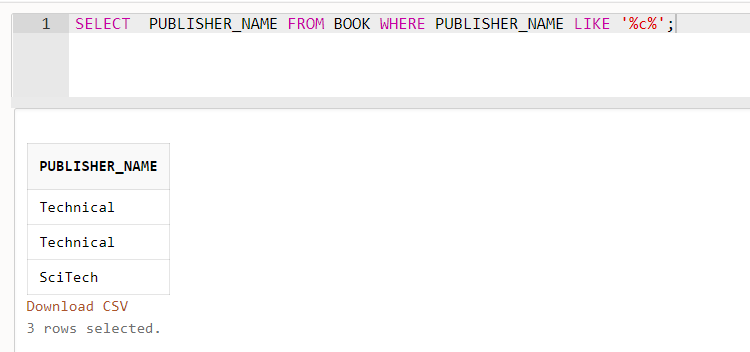 1 SELECT  PUBLISHER_NAME FROM BOOK WHERE PUBLISHER_NAME LIKE '%c%';
PUBLISHER_NAME
Technical
Technical
SciTech
Download CSV
3 rows selected.